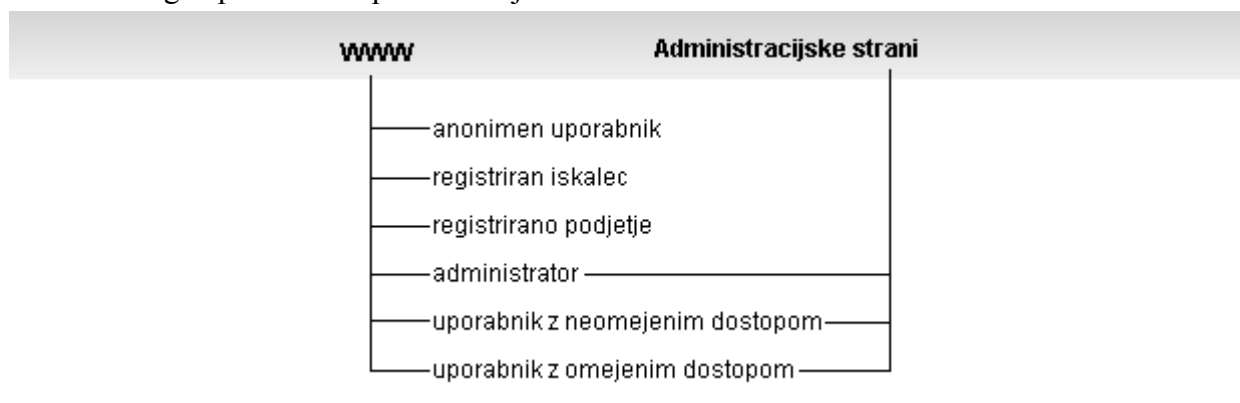 www Administracijske strani
anonimen uporabnik
registriran iskalec
registrirano podjetje
administrator
uporabnik z neomejenim dostopom
uporabnik z omejenim dostopom